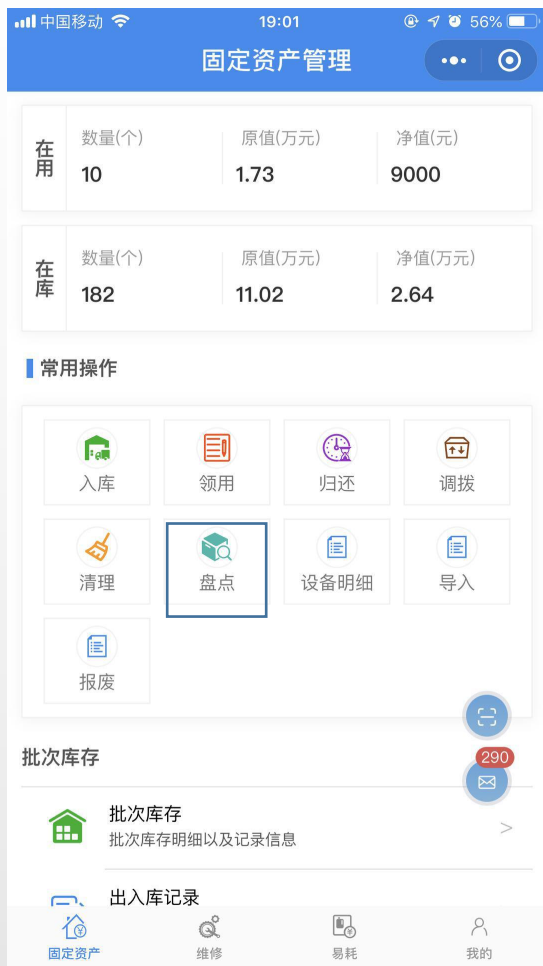 中国移动 19:01 56%
固定资产管理
在用
数量(个) 原值(万元) 净值(元)
10 1.73 9000
在库
数量(个) 原值(万元) 净值(万元)
182 11.02 2.64
常用操作
入库 领用 归还 调拨
清理 盘点 设备明细 导入
报废
批次库存
290
批次库存
批次库存明细以及记录信息
>
出入库记录
固定资产 维修 易耗 我的